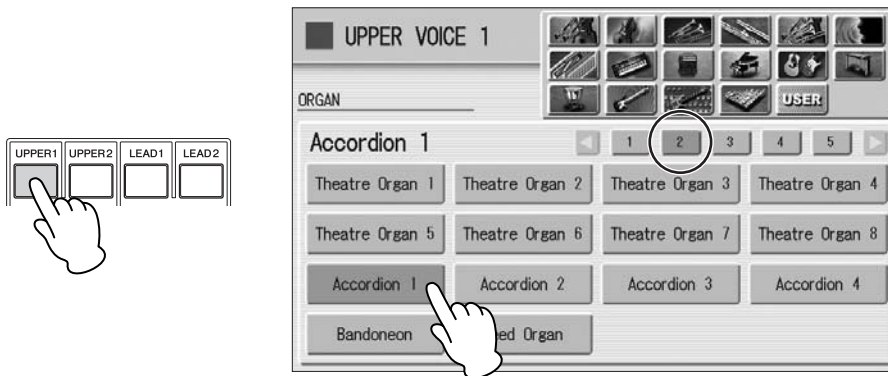 UPPER VOICE 1
USER
ORGAN
Accordion 1 1 2 3 4 5
UPPER1 UPPER2 LEAD1 LEAD2
Theatre Organ 1 Theatre Organ 2 Theatre Organ 3 Theatre Organ 4
Theatre Organ 5 Theatre Organ 6 Theatre Organ 7 Theatre Organ 8
Accordion 1 Accordion 2 Accordion 3 Accordion 4
Bandoneon Organ